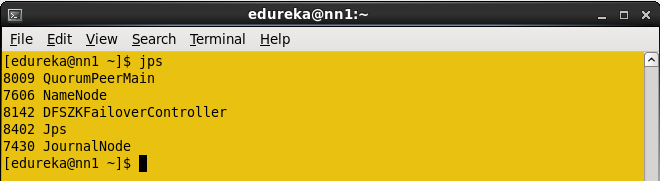 edureka@nn1:~
File Edit View Search Terminal Help
[edureka@nn1 ~]$ jps
8009 QuorumPeerMain
7606 NameNode
8142 DFSZKFailoverController
8402 Jps
7430 JournalNode
[edureka@nn1 ~]$